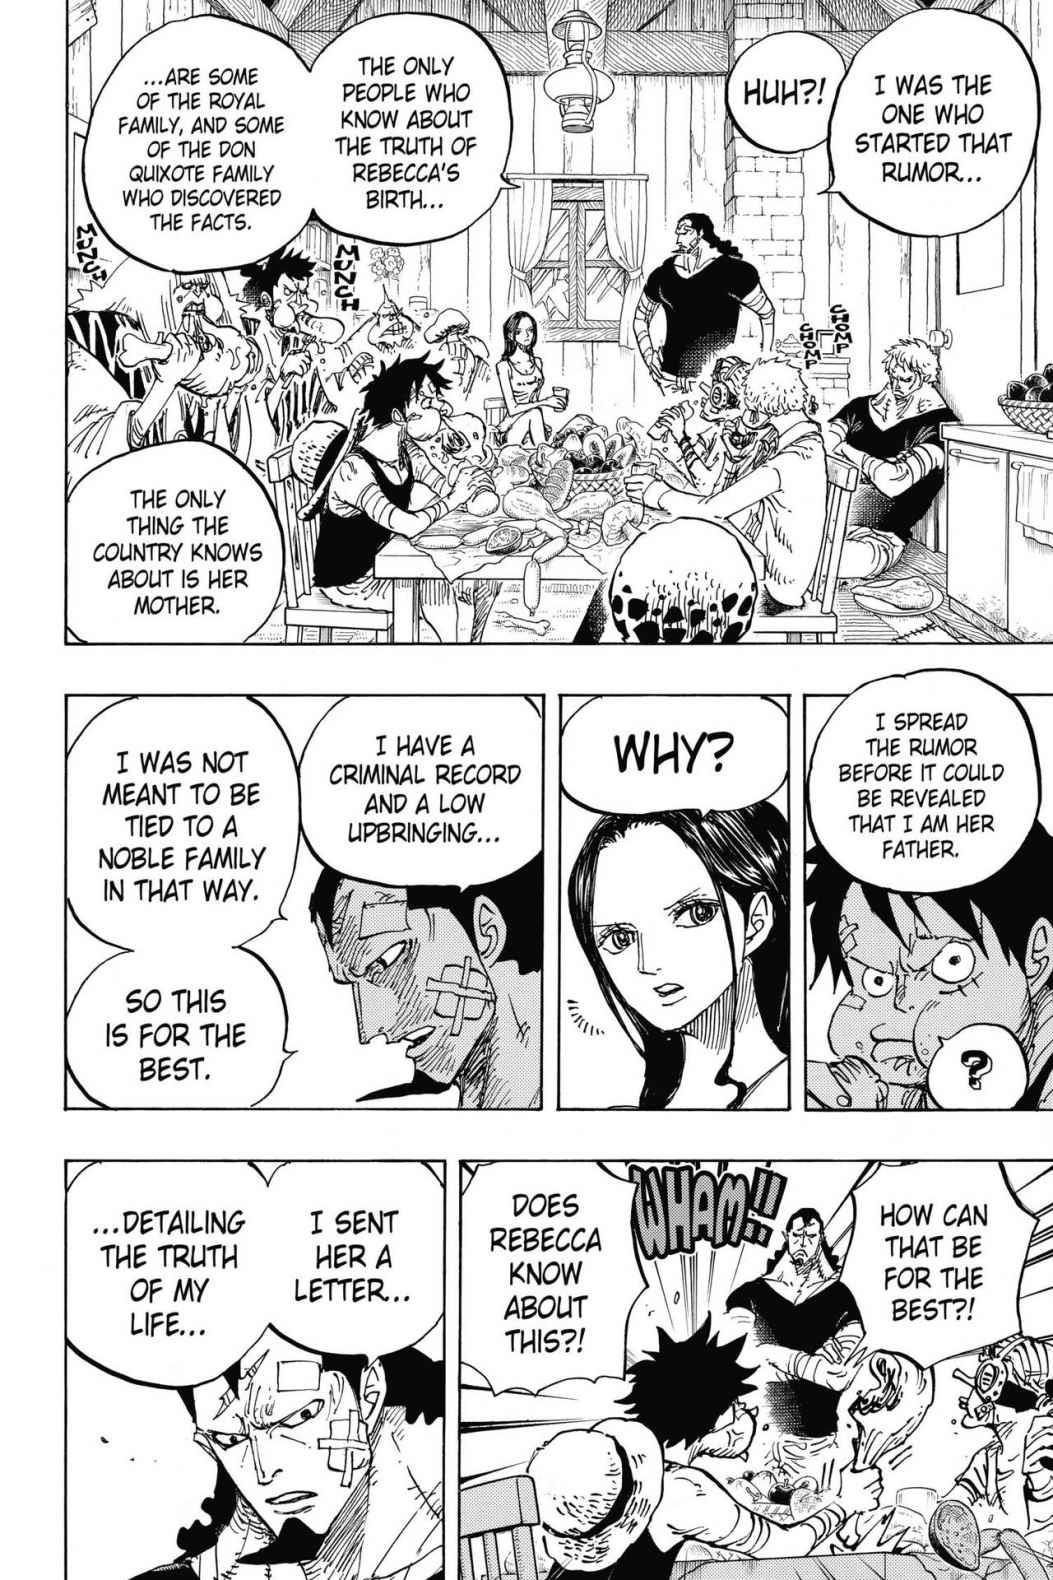 I WAS THE
ONE WHO
STARTED THAT
RUMOR...
HUH?!
THE ONLY
PEOPLE WHO
KNOW ABOUT
THE TRUTH OF
REBECCA'S
BIRTH...
...ARE SOME
OF THE ROYAL
FAMILY, AND SOME
OF THE DON
QUIXOTE FAMILY
WHO DISCOVERED
THE FACTS.
CHOMP
CHOMP
MUNCH
MUNCH
THE ONLY
THING THE
COUNTRY KNOWS
ABOUT IS HER
MOTHER.
I SPREAD
THE RUMOR
BEFORE IT COULD
BE REVEALED
THAT I AM HER
FATHER.
?
WHY?
I HAVE A
CRIMINAL RECORD
AND A LOW
UPBRINGING...
I WAS NOT
MEANT TO BE
TIED TO A
NOBLE FAMILY
IN THAT WAY.
SO THIS
IS FOR THE
BEST.
HOW CAN
THAT BE
FOR THE
BEST?!
WHAM!!
DOES
REBECCA
KNOW
ABOUT
THIS?!
I SENT
HER A
LETTER...
...DETAILING
THE TRUTH
OF MY
LIFE...